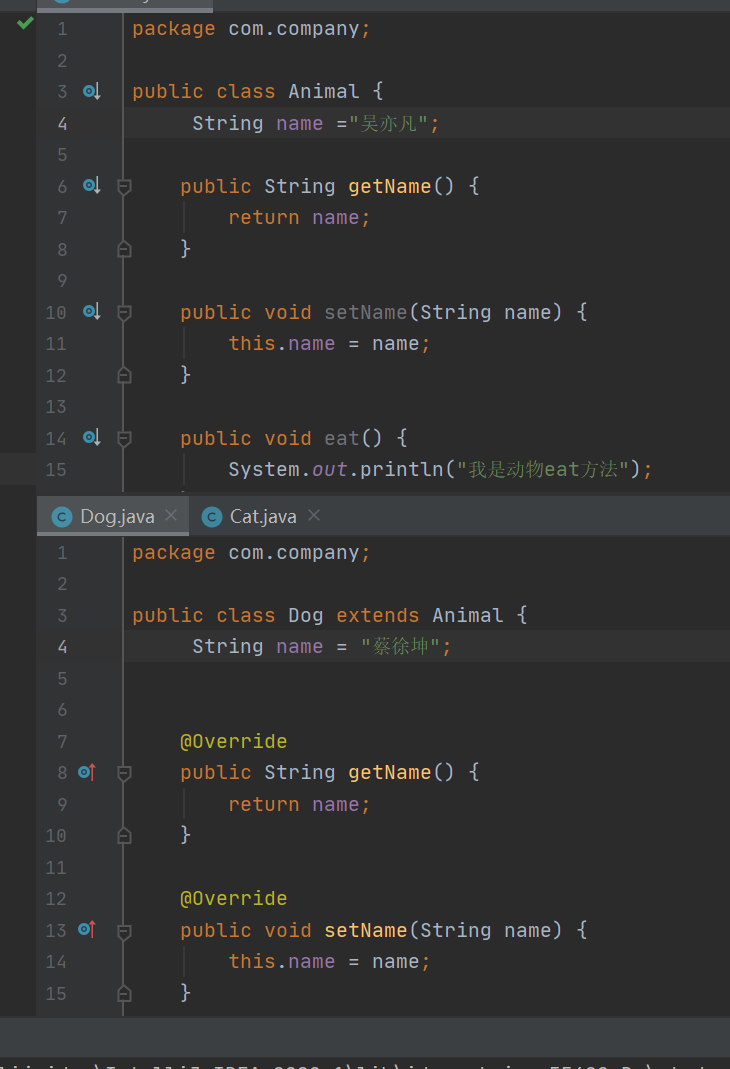 1 package com.company;
2
3 public class Animal {
4 String name ="吴亦凡";
5
6 public String getName() {
7 return name;
8 }
9
10 public void setName(String name) {
11 this.name = name;
12 }
13
14 public void eat() {
15 System.out.println("我是动物eat方法");
Dog.java Cat.java
1 package com.company;
2
3 public class Dog extends Animal {
4 String name = "蔡徐坤";
5
6
7 @Override
8 public String getName() {
9 return name;
10 }
11
12 @Override
13 public void setName(String name) {
14 this.name = name;
15 }